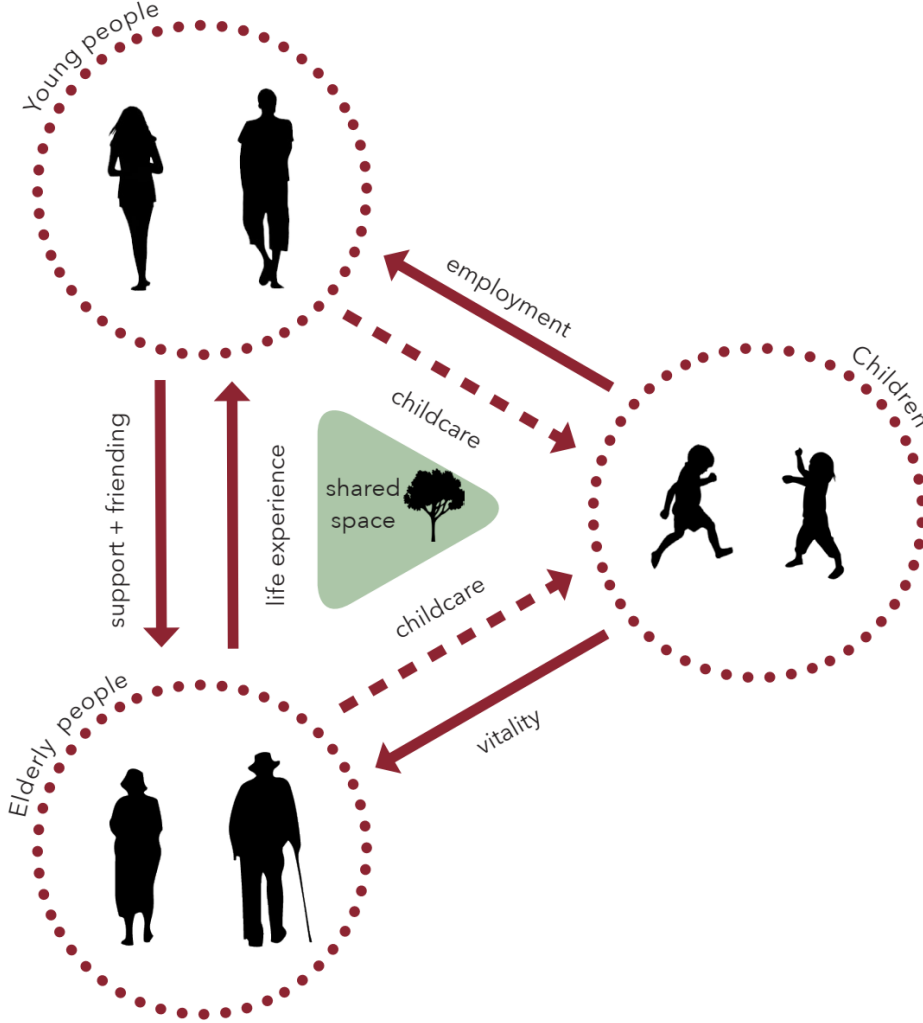 Young people
employment
Children
childcare
support + friending
life experience
shared
space
childcare
vitality
Elderly people